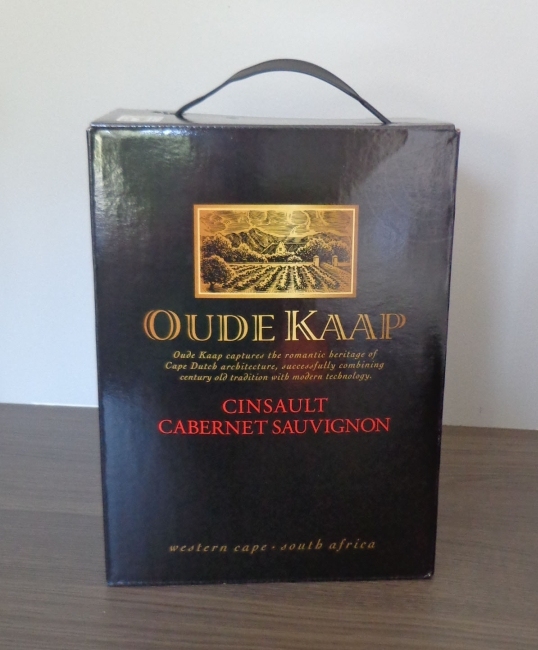 OUDE KAAP
Oude Kaap captures the romantic heritage of
Cape Dutch architecture, successfully combining
century old tradition with modern technology.
CINSAULT
CABERNET SAUVIGNON
western cape • south africa